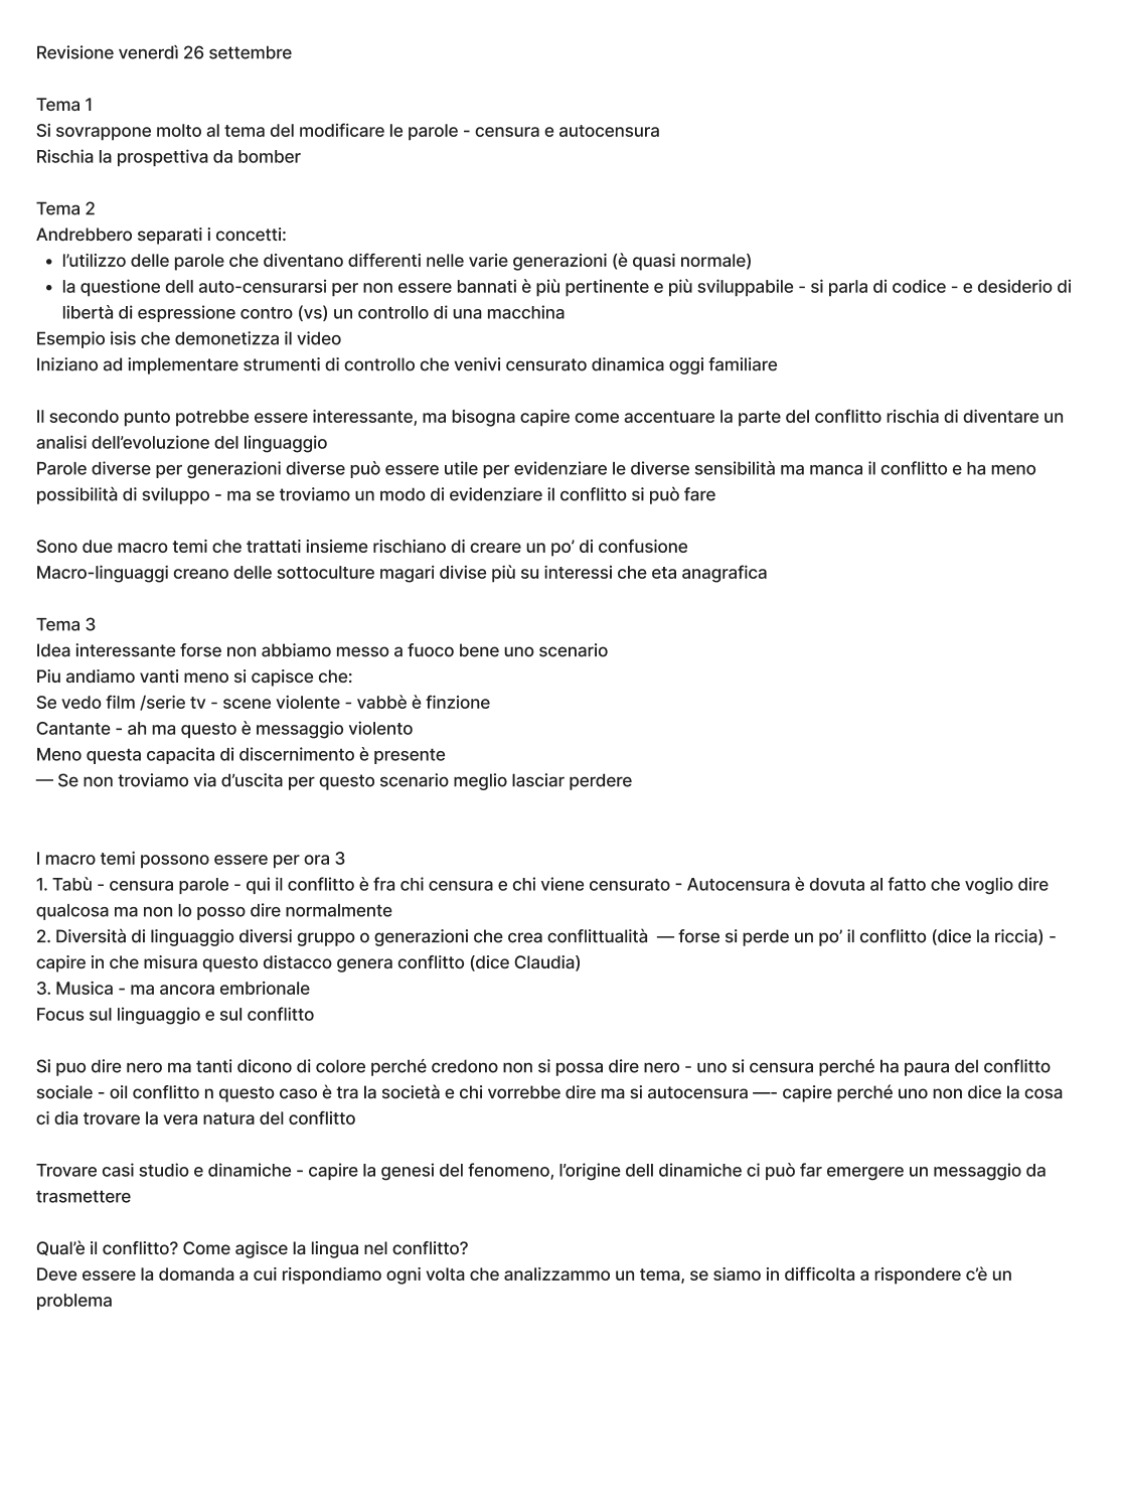 Revisione venerdì 26 settembre
Tema 1
Si sovrappone molto al tema del modificare le parole - censura e autocensura
Rischia la prospettiva da bomber
Tema 2
Andrebbero separati i concetti:
• l’utilizzo delle parole che diventano differenti nelle varie generazioni (è quasi normale)
• la questione dell auto-censurarsi per non essere bannati è più pertinente e più sviluppabile - si parla di codice - e desiderio di
libertà di espressione contro (vs) un controllo di una macchina
Esempio isis che demonetizza il video
Iniziano ad implementare strumenti di controllo che venivi censurato dinamica oggi familiare
Il secondo punto potrebbe essere interessante, ma bisogna capire come accentuare la parte del conflitto rischia di diventare un
analisi dell’evoluzione del linguaggio
Parole diverse per generazioni diverse può essere utile per evidenziare le diverse sensibilità ma manca il conflitto e ha meno
possibilità di sviluppo - ma se troviamo un modo di evidenziare il conflitto si può fare
Sono due macro temi che trattati insieme rischiano di creare un po’ di confusione
Macro-linguaggi creano delle sottoculture magari divise più su interessi che eta anagrafica
Tema 3
Idea interessante forse non abbiamo messo a fuoco bene uno scenario
Piu andiamo vanti meno si capisce che:
Se vedo film /serie tv - scene violente - vabbè è finzione
Cantante - ah ma questo è messaggio violento
Meno questa capacita di discernimento è presente
— Se non troviamo via d’uscita per questo scenario meglio lasciar perdere
I macro temi possono essere per ora 3
1. Tabù - censura parole - qui il conflitto è fra chi censura e chi viene censurato - Autocensura è dovuta al fatto che voglio dire
qualcosa ma non lo posso dire normalmente
2. Diversità di linguaggio diversi gruppo o generazioni che crea conflittualità — forse si perde un po’ il conflitto (dice la riccia) -
capire in che misura questo distacco genera conflitto (dice Claudia)
3. Musica - ma ancora embrionale
Focus sul linguaggio e sul conflitto
Si puo dire nero ma tanti dicono di colore perché credono non si possa dire nero - uno si censura perché ha paura del conflitto
sociale - oil conflitto n questo caso è tra la società e chi vorrebbe dire ma si autocensura —- capire perché uno non dice la cosa
ci dia trovare la vera natura del conflitto
Trovare casi studio e dinamiche - capire la genesi del fenomeno, l’origine dell dinamiche ci può far emergere un messaggio da
trasmettere
Qual’è il conflitto? Come agisce la lingua nel conflitto?
Deve essere la domanda a cui rispondiamo ogni volta che analizzammo un tema, se siamo in difficolta a rispondere c’è un
problema